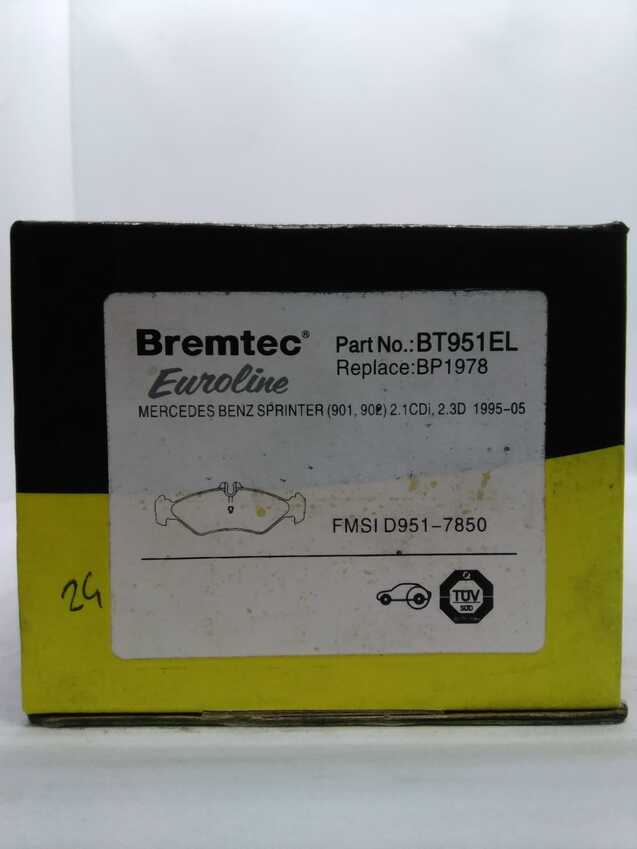 Bremtec®
Euroline
Part No.:BT951EL
Replace:BP1978
MERCEDES BENZ SPRINTER (901, 902) 2.1CDi, 2.3D 1995-05
FMSI D951-7850
24
TÜV
SÜD